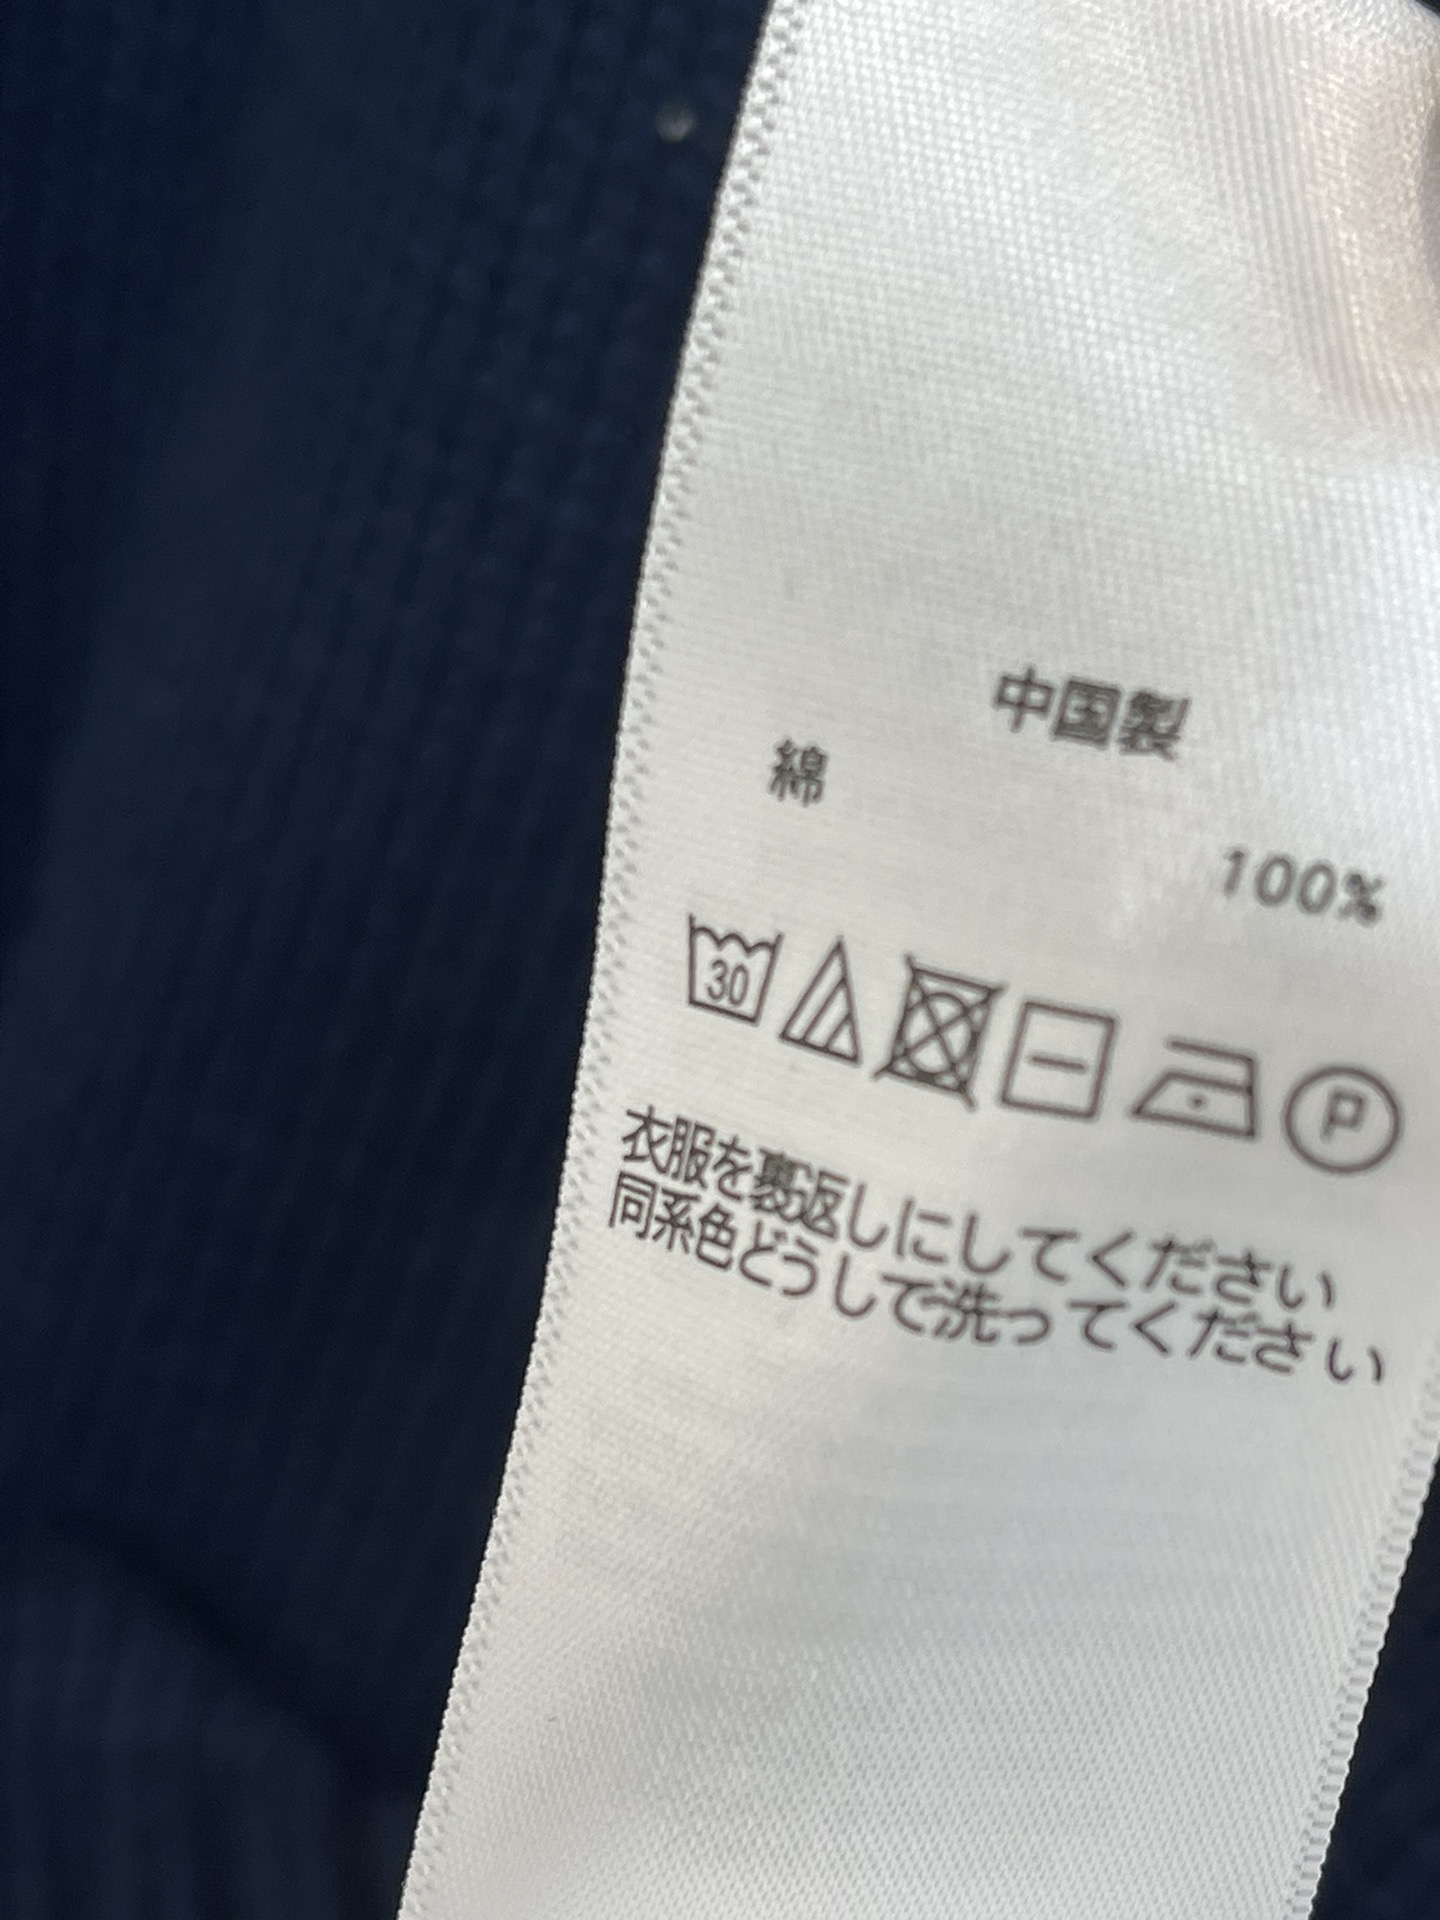 中国製
綿 100%
30 P
衣服を裏返しにしてください
同系色どうしで洗ってください